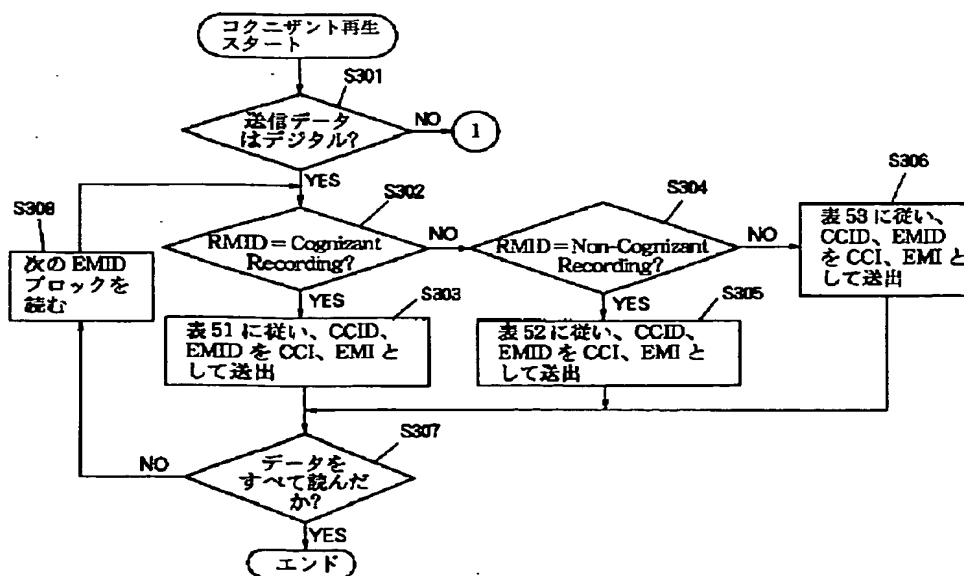 コクニザント再生
スタート
S301
送信データ
はデジタル?
NO
1
YES
S302
RMID=Cognizant
Recording?
NO
S304
RMID=Non-Cognizant
Recording?
NO
S306
表53に従い、
CCID、EMID
をCCI、EMIと
して送出
S308
次のEMID
ブロックを
読む
YES
S303
表51に従い、CCID、
EMIDをCCI、EMIと
して送出
YES
S305
表52に従い、CCID、
EMIDをCCI、EMIと
して送出
S307
データを
すべて読んだ
か?
NO
YES
エンド